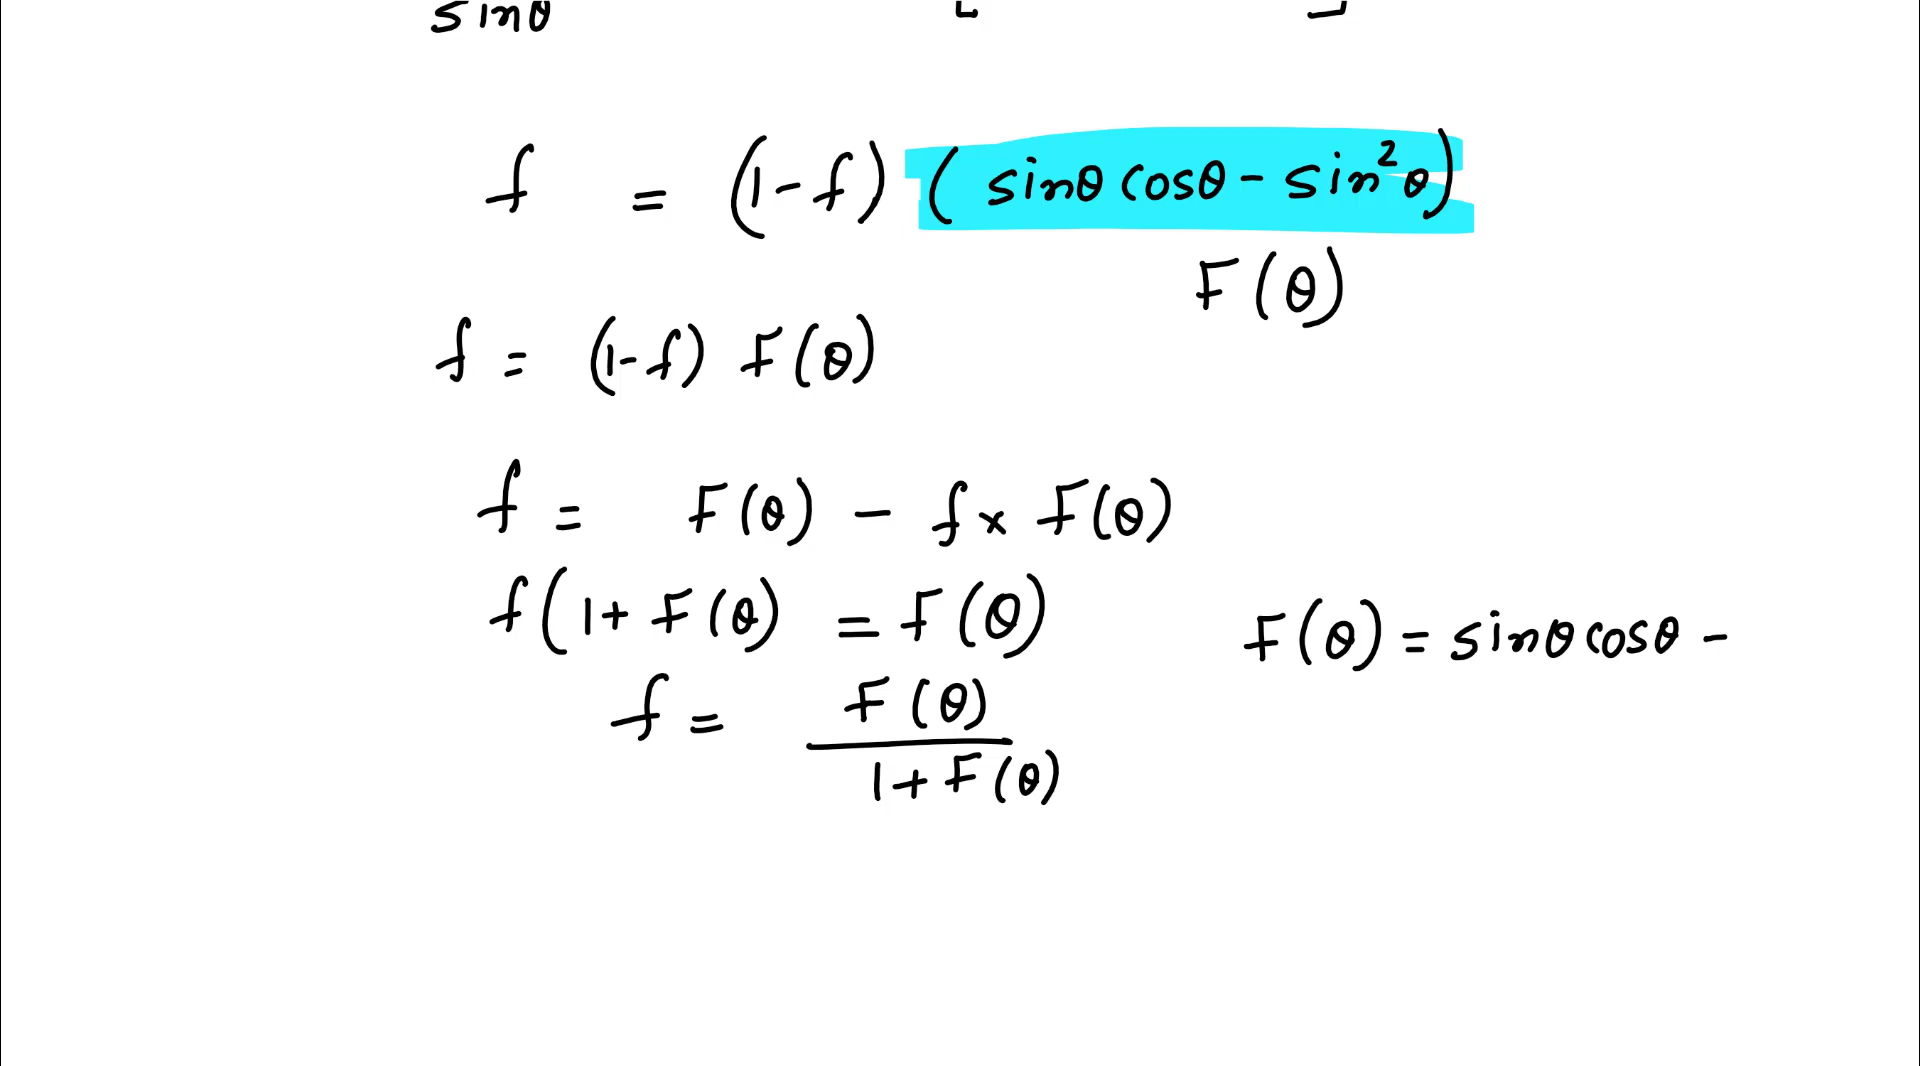 sinθ
f = (1-f) ( sinθ cosθ - sin²θ)
F(θ)
f = (1-f) F(θ)
f = F(θ) - f× F(θ)
f(1+ F(θ) = F(θ)
F(θ) = sinθ cosθ -
f = F(θ)
1+ F(θ)